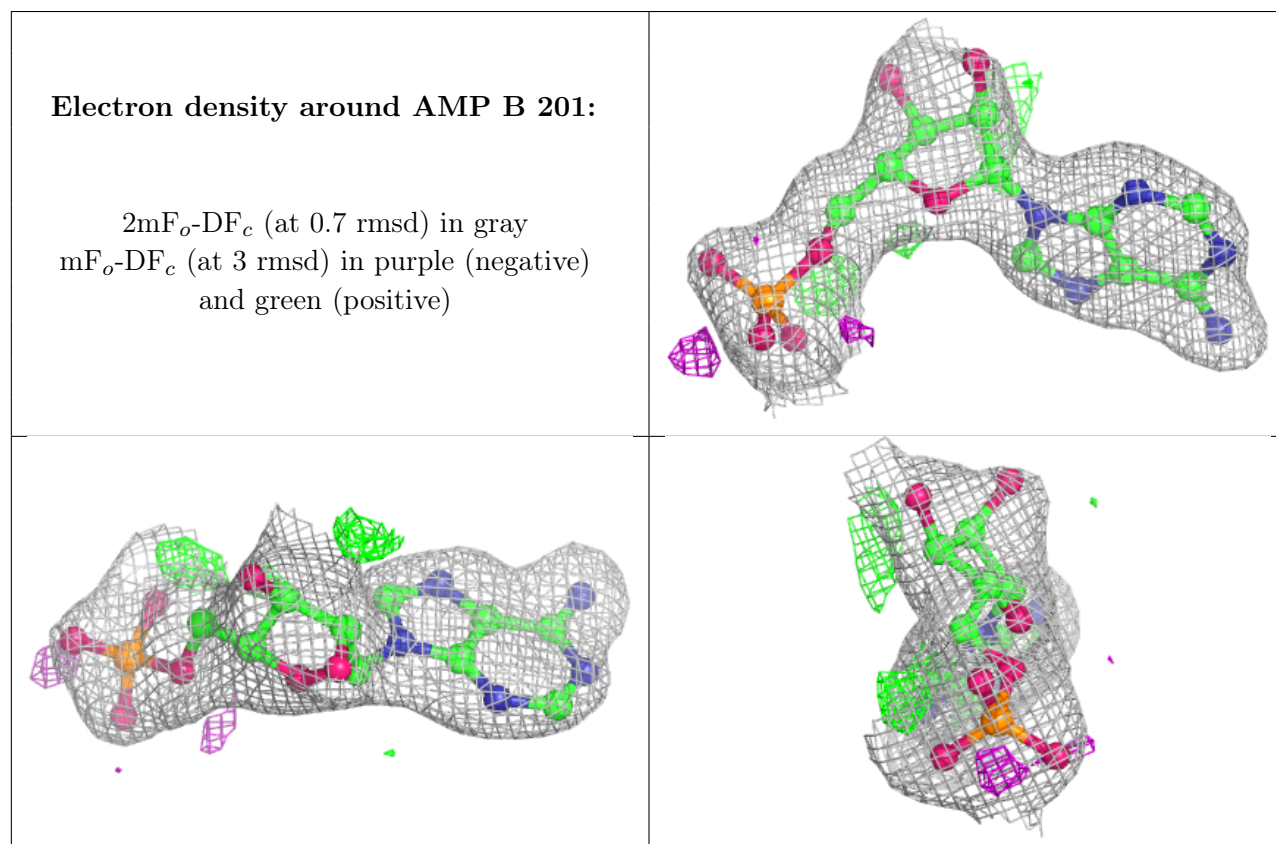 Electron density around AMP B 201:
2mFₒ-DF𝒸 (at 0.7 rmsd) in gray
mFₒ-DF𝒸 (at 3 rmsd) in purple (negative)
and green (positive)